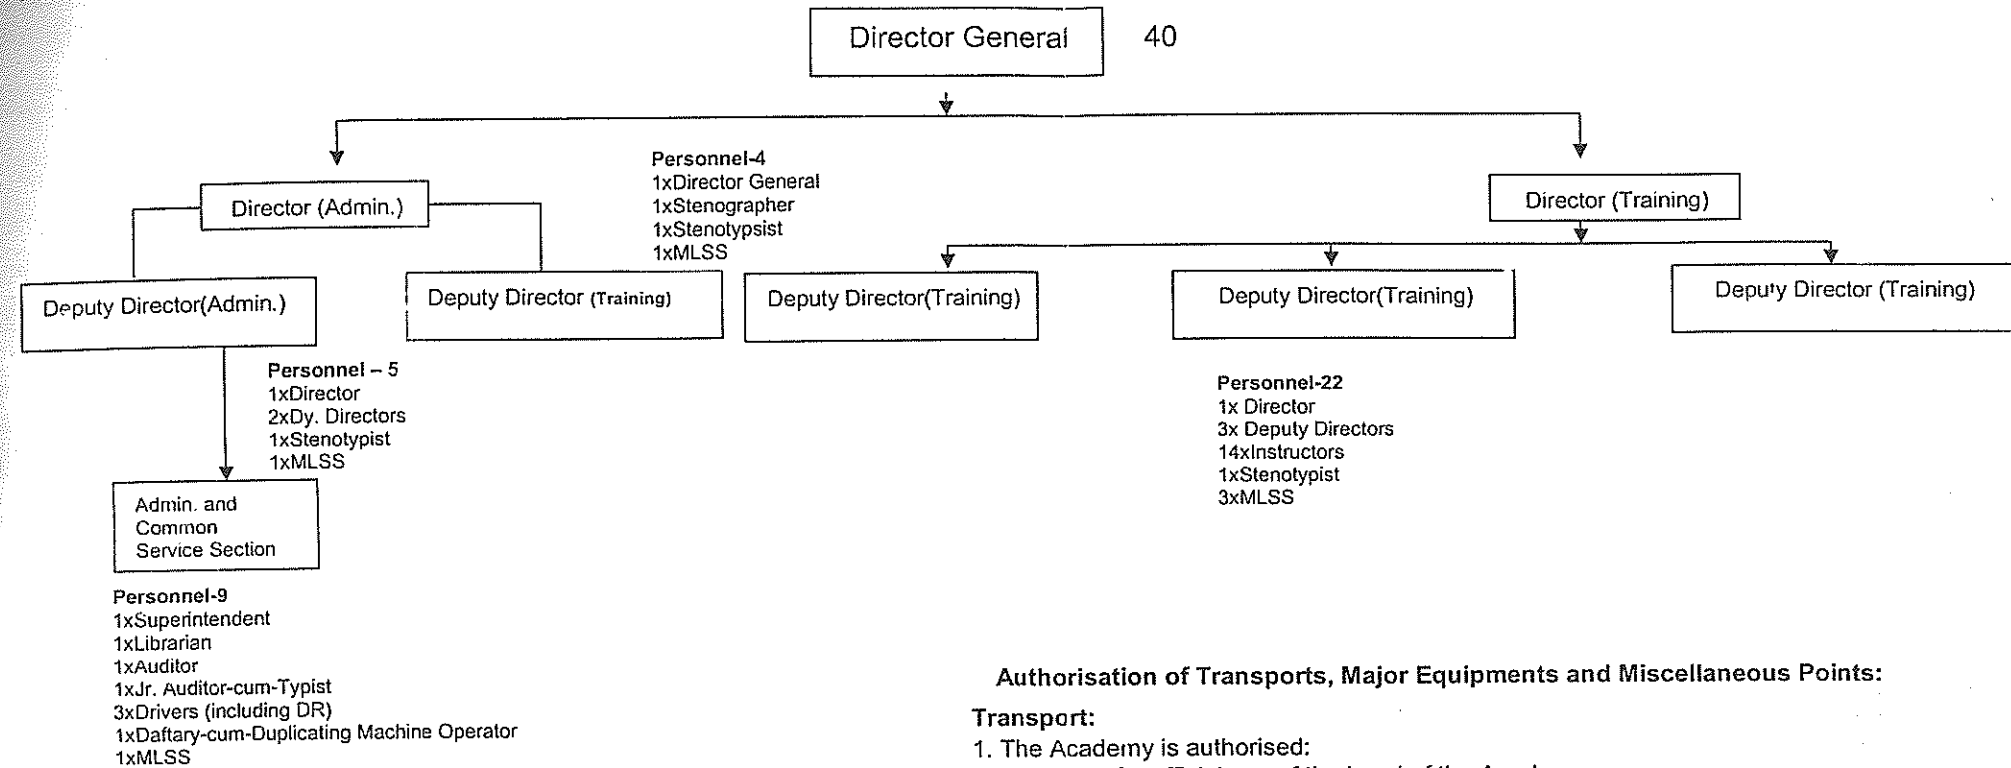 Director General 40
Personnel-4
1xDirector General
1xStenographer
1xStenotypsist
1xMLSS
Director (Admin.)
Director (Training)
Deputy Director(Admin.)
Deputy Director (Training)
Deputy Director(Training)
Deputy Director(Training)
Deputy Director (Training)
Personnel – 5
1xDirector
2xDy. Directors
1xStenotypist
1xMLSS
Personnel-22
1x Director
3x Deputy Directors
14xInstructors
1xStenotypist
3xMLSS
Admin. and
Common
Service Section
Personnel-9
1xSuperintendent
1xLibrarian
1xAuditor
1xJr. Auditor-cum-Typist
3xDrivers (including DR)
1xDaftary-cum-Duplicating Machine Operator
1xMLSS
Authorisation of Transports, Major Equipments and Miscellaneous Points:
Transport:
1. The Academy is authorised: